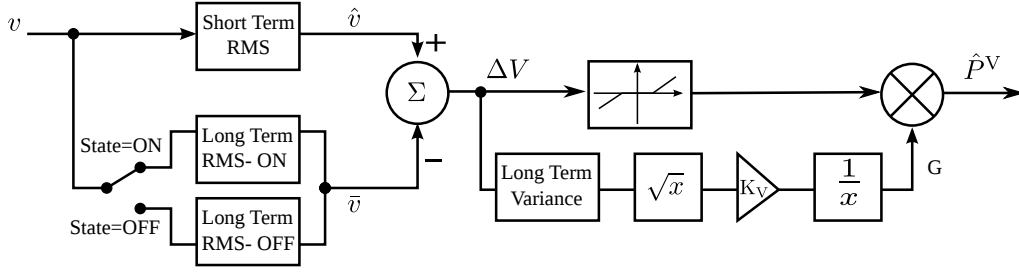 v
Short Term
RMS
v̂
+
Σ
ΔV
P̂^V
State=ON
Long Term
RMS- ON
−
State=OFF
Long Term
RMS- OFF
v̄
Long Term
Variance
√x
K_V
1/x
G